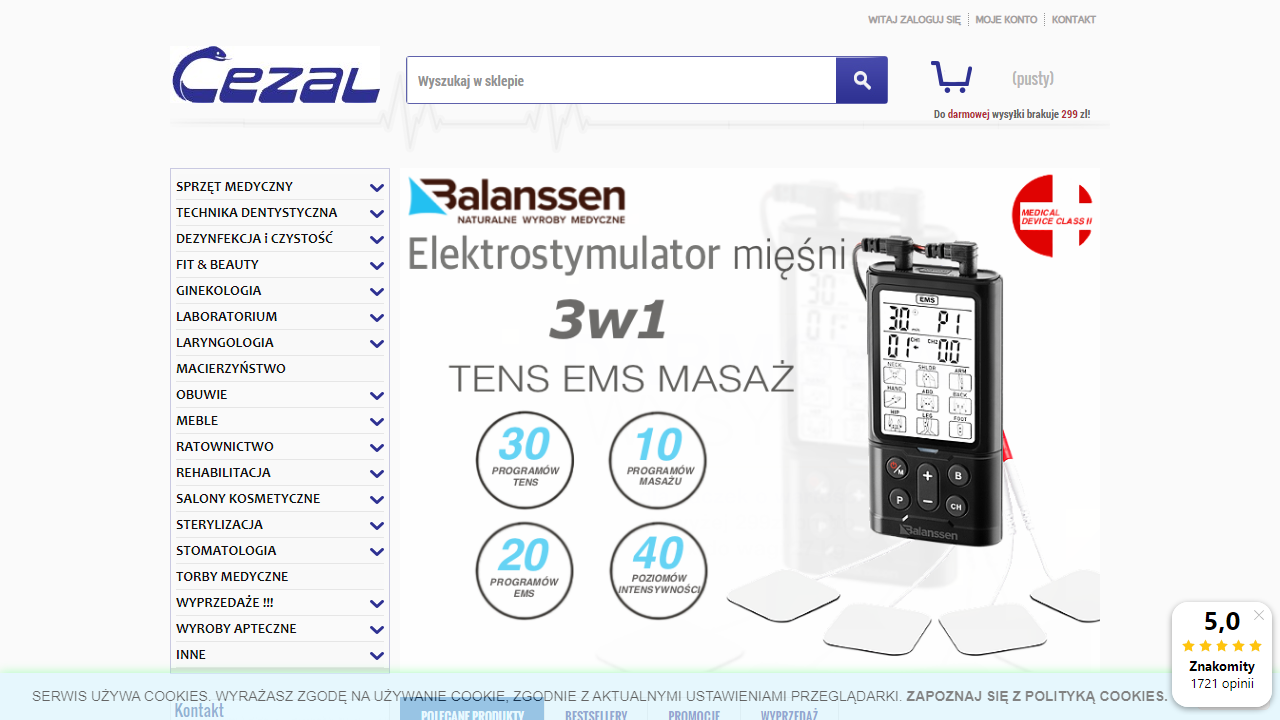 WITAJ ZALOGUJ SIĘ MOJE KONTO KONTAKT
Cezal
Wyszukaj w sklepie
(pusty)
Do darmowej wysyłki brakuje 299 zł!
SPRZĘT MEDYCZNY
TECHNIKA DENTYSTYCZNA
DEZYNFEKCJA i CZYSTOŚĆ
FIT & BEAUTY
GINEKOLOGIA
LABORATORIUM
LARYNGOLOGIA
MACIERZYŃSTWO
OBUWIE
MEBLE
RATOWNICTWO
REHABILITACJA
SALONY KOSMETYCZNE
STERYLIZACJA
STOMATOLOGIA
TORBY MEDYCZNE
WYPRZEDAŻE !!!
WYROBY APTECZNE
INNE
Balanssen
NATURALNE WYROBY MEDYCZNE
MEDICAL
DEVICE CLASS II
Elektrostymulator mięśni
3w1
TENS EMS MASAŻ
30
PROGRAMÓW
TENS
10
PROGRAMÓW
MASAŻU
20
PROGRAMÓW
EMS
40
POZIOMÓW
INTENSYWNOŚCI
EMS
30 P1
01 CH1 CH2 00
NECK SHLDR ARM
HAND ABD BACK
HIP LEG FOOT
M + B
P − CH
Balanssen
5,0
Znakomity
1721 opinii
SERWIS UŻYWA COOKIES. WYRAŻASZ ZGODĘ NA UŻYWANIE COOKIE, ZGODNIE Z AKTUALNYMI USTAWIENIAMI PRZEGLĄDARKI. ZAPOZNAJ SIĘ Z POLITYKĄ COOKIES.
Kontakt
POLECANE PRODUKTY BESTSELLERY PROMOCJE WYPRZEDAŻ